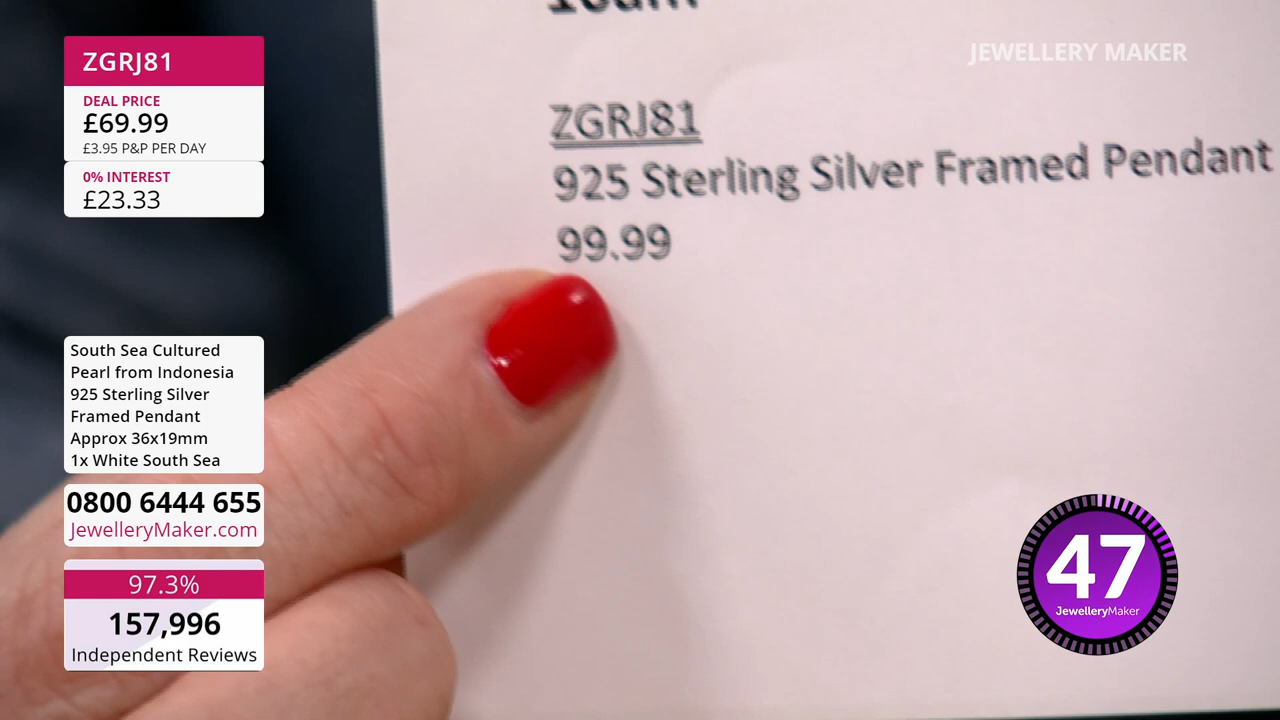 ZGRJ81
DEAL PRICE
£69.99
£3.95 P&P PER DAY
0% INTEREST
£23.33
South Sea Cultured
Pearl from Indonesia
925 Sterling Silver
Framed Pendant
Approx 36x19mm
1x White South Sea
0800 6444 655
JewelleryMaker.com
97.3%
157,996
Independent Reviews
JEWELLERY MAKER
ZGRJ81
925 Sterling Silver Framed Pendant
99.99
47
JewelleryMaker